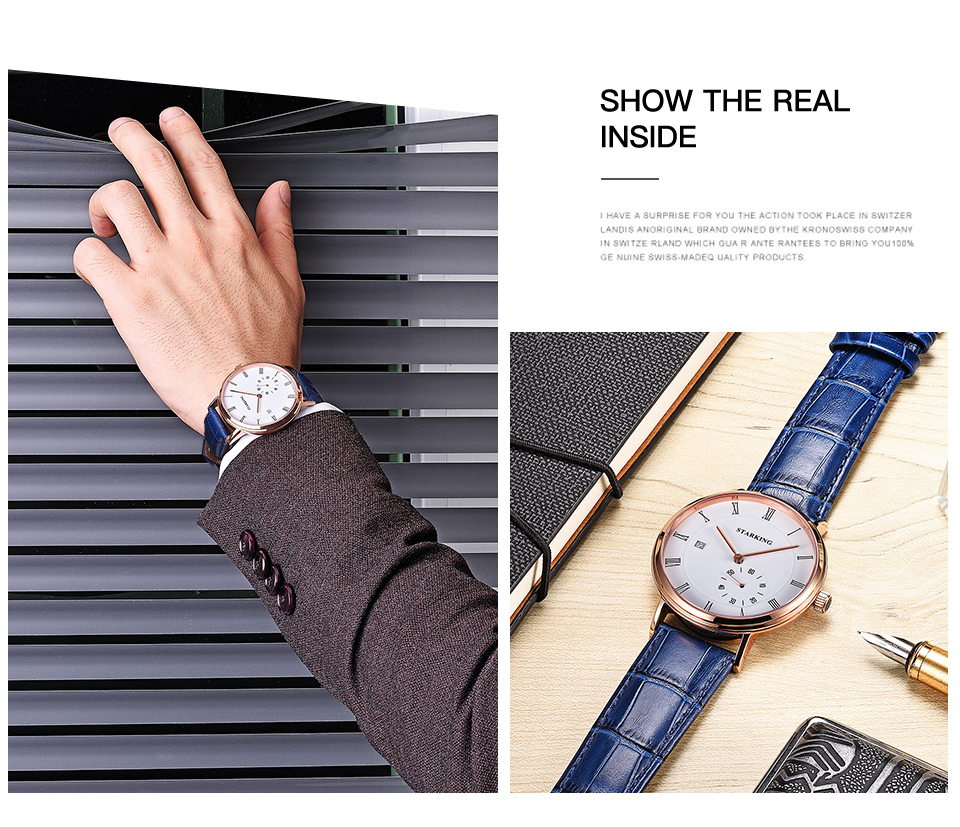 SHOW THE REAL
INSIDE
I HAVE A SURPRISE FOR YOU THE ACTION TOOK PLACE IN SWITZER
LANDIS ANORIGINAL BRAND OWNED BYTHE KRONOSWISS COMPANY
IN SWITZE RLAND WHICH GUA R ANTE RANTEES TO BRING YOU100%
GE NUINE SWISS-MADEQ UALITY PRODUCTS.
STARKING
60
30